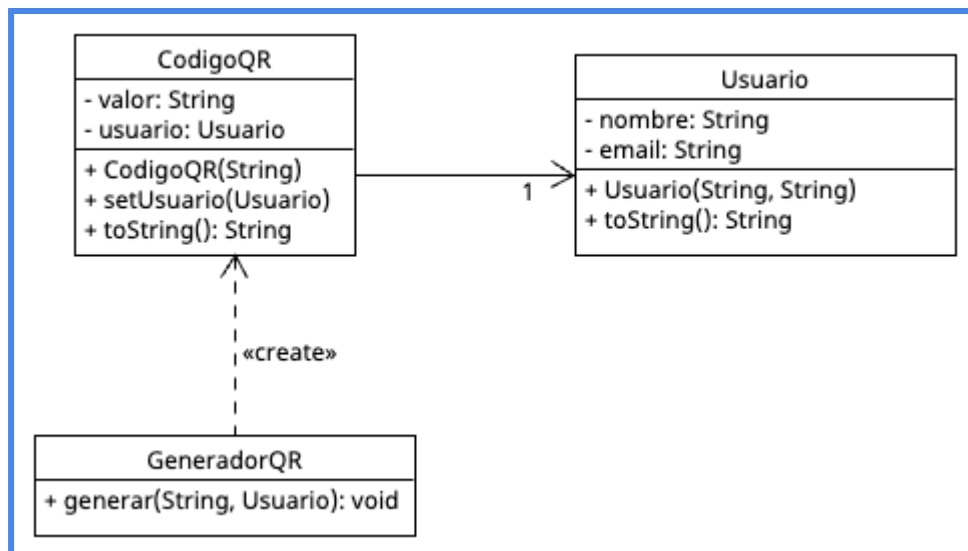 CodigoQR
- valor: String
- usuario: Usuario
+ CodigoQR(String)
+ setUsuario(Usuario)
+ toString(): String
1
Usuario
- nombre: String
- email: String
+ Usuario(String, String)
+ toString(): String
«create»
GeneradorQR
+ generar(String, Usuario): void